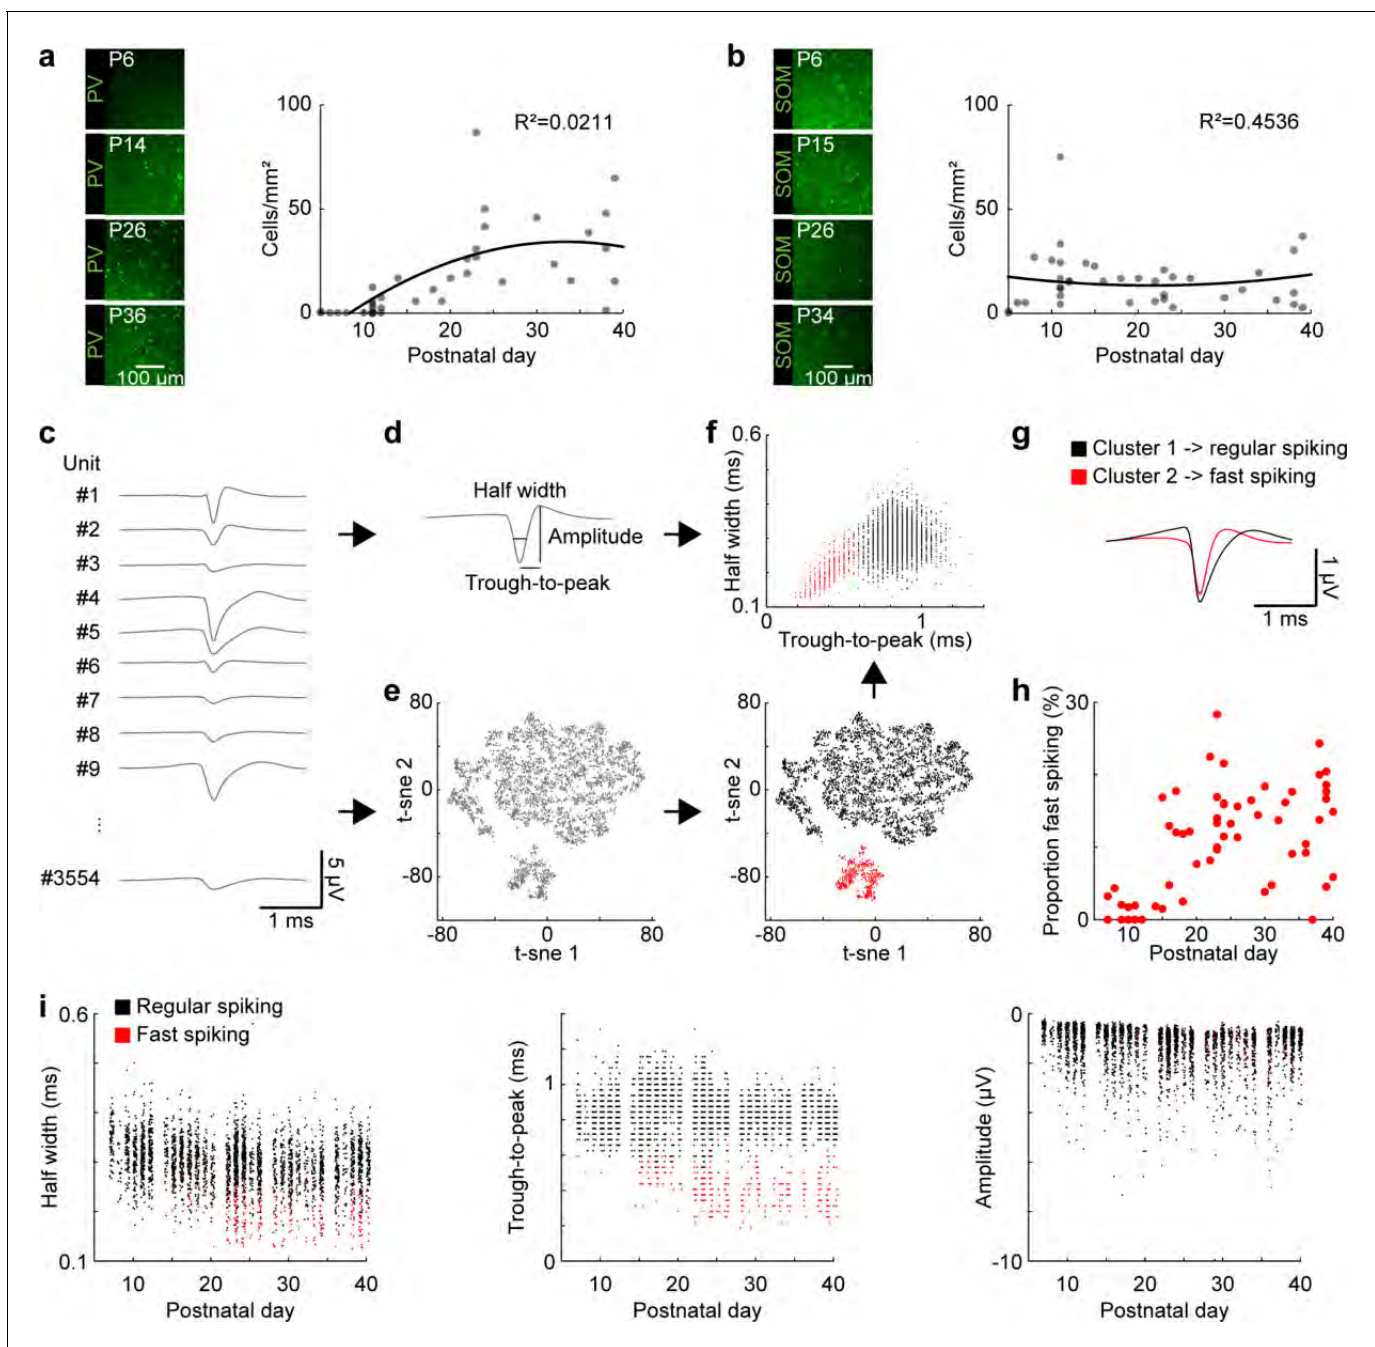 a
PV
P6
PV
P14
PV
P26
PV
P36
100 µm
100
50
0
Cells/mm²
R²=0.0211
10
20
30
40
Postnatal day
b
SOM
P6
SOM
P15
SOM
P26
SOM
P34
100 µm
100
50
0
Cells/mm²
R²=0.4536
10
20
30
40
Postnatal day
c
Unit
#1
#2
#3
#4
#5
#6
#7
#8
#9
⋮
#3554
5 µV
1 ms
d
Half width
Amplitude
Trough-to-peak
e
80
0
-80
t-sne 2
-80
0
80
t-sne 1
80
0
-80
t-sne 2
-80
0
80
t-sne 1
f
0.6
0.1
Half width (ms)
0
1
Trough-to-peak (ms)
g
Cluster 1 -> regular spiking
Cluster 2 -> fast spiking
1 µV
1 ms
h
30
0
Proportion fast spiking (%)
10
20
30
40
Postnatal day
i
Regular spiking
Fast spiking
0.6
0.1
Half width (ms)
10
20
30
40
Postnatal day
1
0
Trough-to-peak (ms)
10
20
30
40
Postnatal day
0
-10
Amplitude (µV)
10
20
30
40
Postnatal day